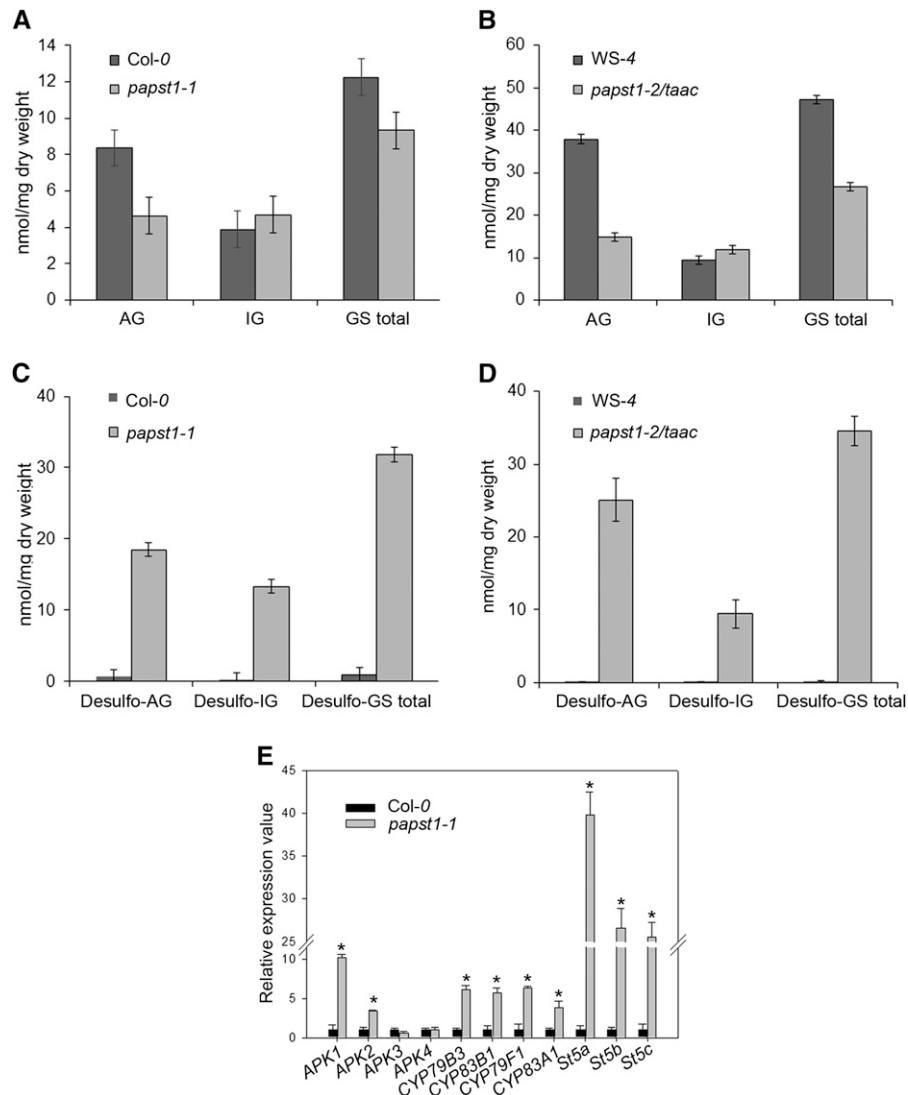 A
Col-0
papst1-1
nmol/mg dry weight
14
12
10
8
6
4
2
0
AG
IG
GS total
B
WS-4
papst1-2/taac
nmol/mg dry weight
60
50
40
30
20
10
0
AG
IG
GS total
C
Col-0
papst1-1
nmol/mg dry weight
40
30
20
10
0
Desulfo-AG
Desulfo-IG
Desulfo-GS total
D
WS-4
papst1-2/taac
nmol/mg dry weight
40
30
20
10
0
Desulfo-AG
Desulfo-IG
Desulfo-GS total
E
Col-0
papst1-1
Relative expression value
45
40
35
30
25
10
5
0
* * * * * * * * *
APK1
APK2
APK3
APK4
CYP79B3
CYP83B1
CYP79F1
CYP83A1
St5a
St5b
St5c